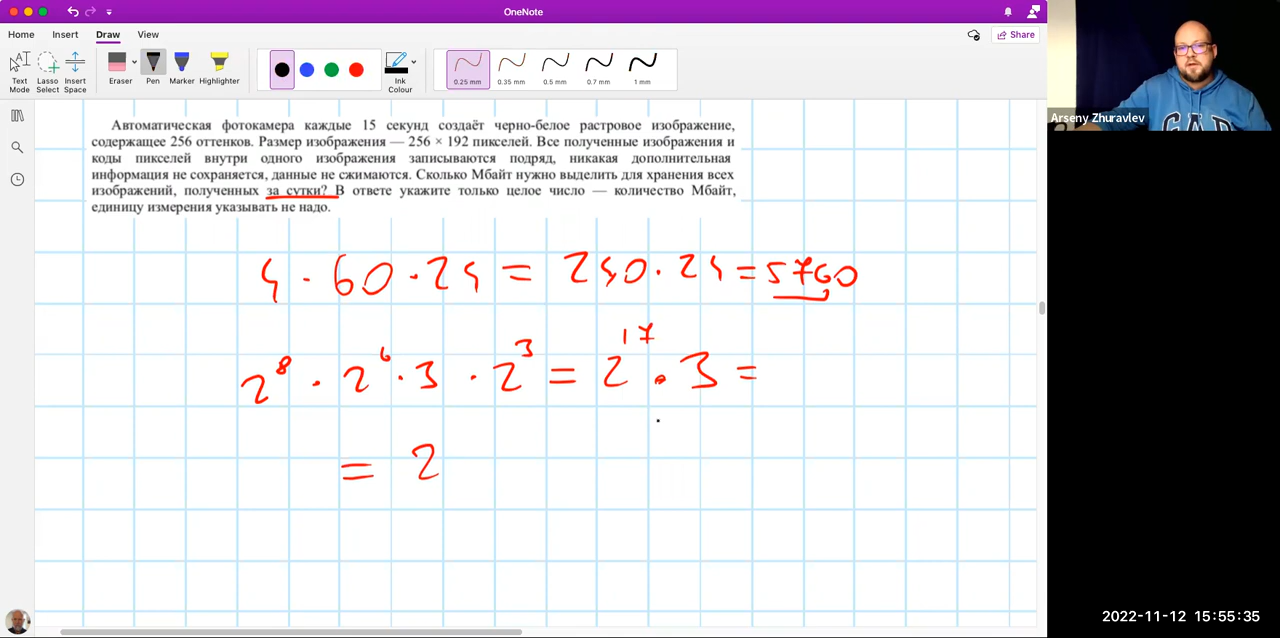 OneNote
Home Insert Draw View Share
Text Mode Lasso Select Insert Space Eraser Pen Marker Highlighter 0.25 mm 0.35 mm 0.5 mm 0.7 mm 1 mm Ink Colour
Arseny Zhuravlev
GAP
Автоматическая фотокамера каждые 15 секунд создаёт черно-белое растровое изображение,
содержащее 256 оттенков. Размер изображения — 256 × 192 пикселей. Все полученные изображения и
коды пикселей внутри одного изображения записываются подряд, никакая дополнительная
информация не сохраняется, данные не сжимаются. Сколько Мбайт нужно выделить для хранения всех
изображений, полученных за сутки? В ответе укажите только целое число — количество Мбайт,
единицу измерения указывать не надо.
4 · 60 · 24 = 240 · 24 = 5760
2^8 · 2^6 · 3 · 2^3 = 2^17 · 3 =
= 2
2022-11-12 15:55:35